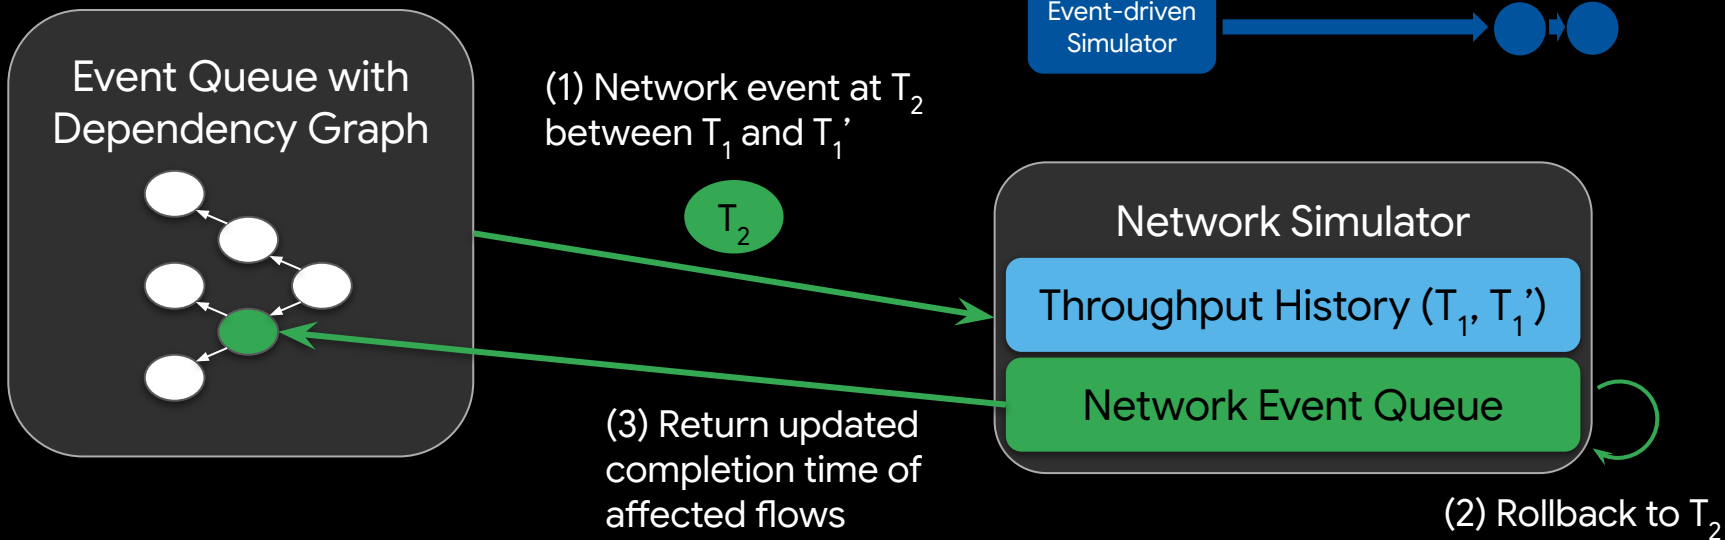 Event-driven
Simulator
Event Queue with
Dependency Graph
(1) Network event at T₂
between T₁ and T₁’
T₂
Network Simulator
Throughput History (T₁, T₁’)
Network Event Queue
(3) Return updated
completion time of
affected flows
(2) Rollback to T₂